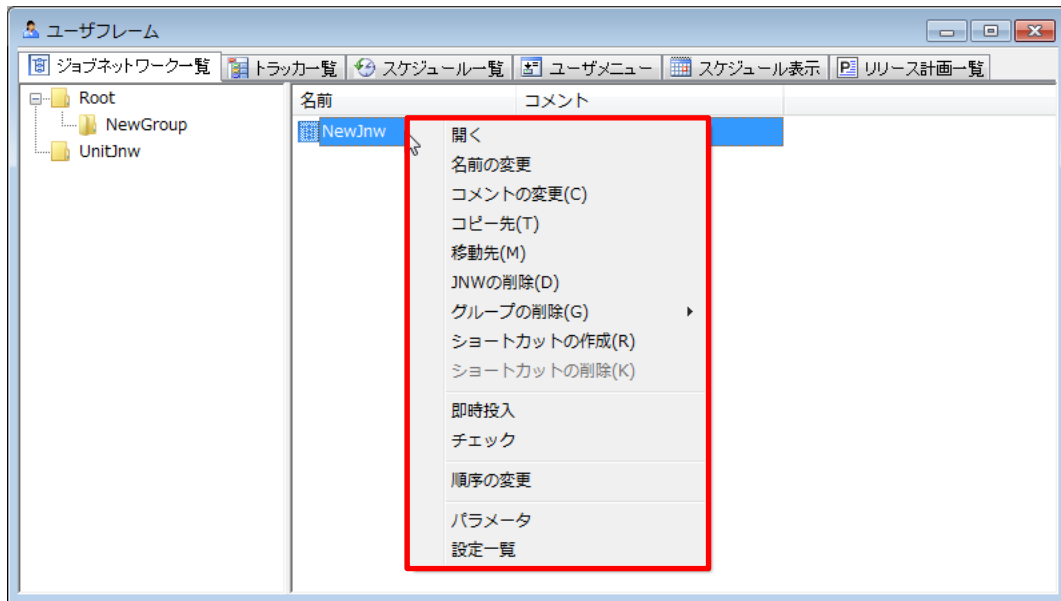 ユーザフレーム
ジョブネットワーク一覧 トラッカ一覧 スケジュール一覧 ユーザメニュー スケジュール表示 リリース計画一覧
Root
NewGroup
UnitJnw
名前 コメント
NewJnw
開く
名前の変更
コメントの変更(C)
コピー先(T)
移動先(M)
JNWの削除(D)
グループの削除(G)
ショートカットの作成(R)
ショートカットの削除(K)
即時投入
チェック
順序の変更
パラメータ
設定一覧